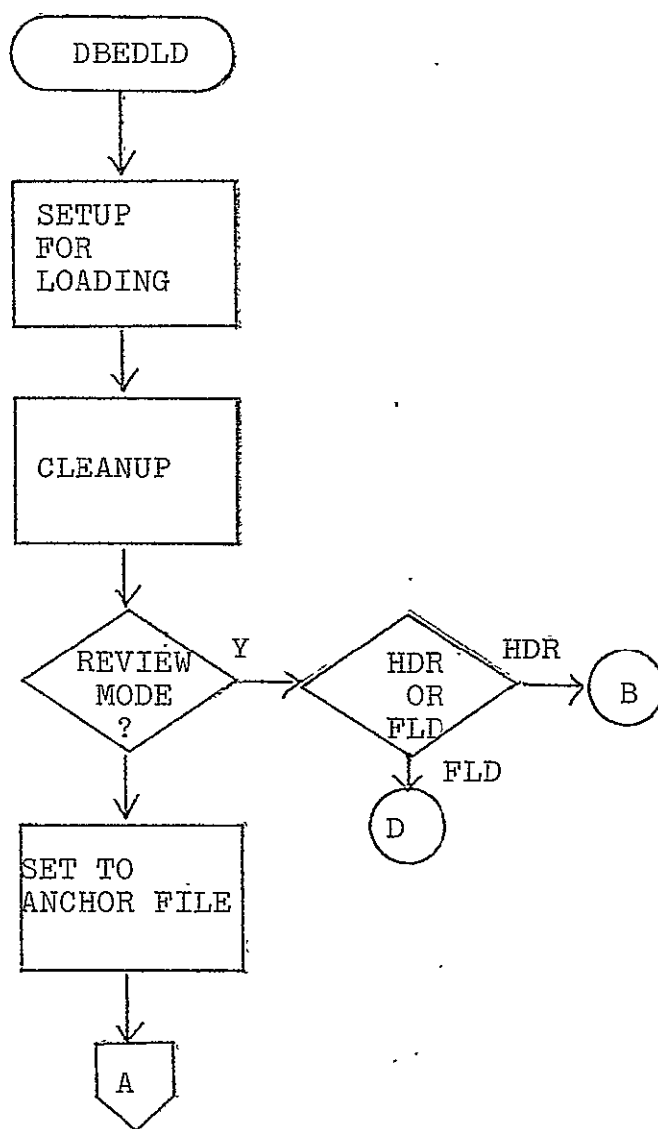 DBEDLD
SETUP
FOR
LOADING
CLEANUP
REVIEW
MODE
?
Y
HDR
OR
FLD
HDR
B
FLD
D
SET TO
ANCHOR FILE
A